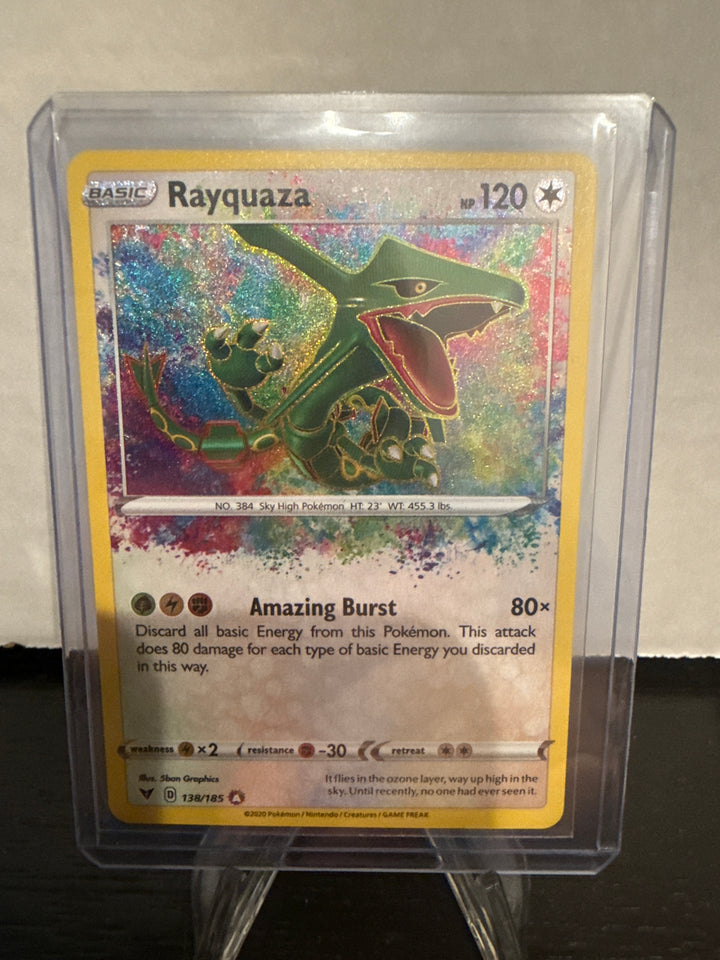 BASIC Rayquaza HP 120
NO. 384 Sky High Pokémon HT: 23' WT: 455.3 lbs.
Amazing Burst 80×
Discard all basic Energy from this Pokémon. This attack
does 80 damage for each type of basic Energy you discarded
in this way.
weakness ×2 resistance -30 retreat
Illus. 5ban Graphics
D 138/185
It flies in the ozone layer, way up high in the
sky. Until recently, no one had ever seen it.
©2020 Pokémon / Nintendo / Creatures / GAME FREAK